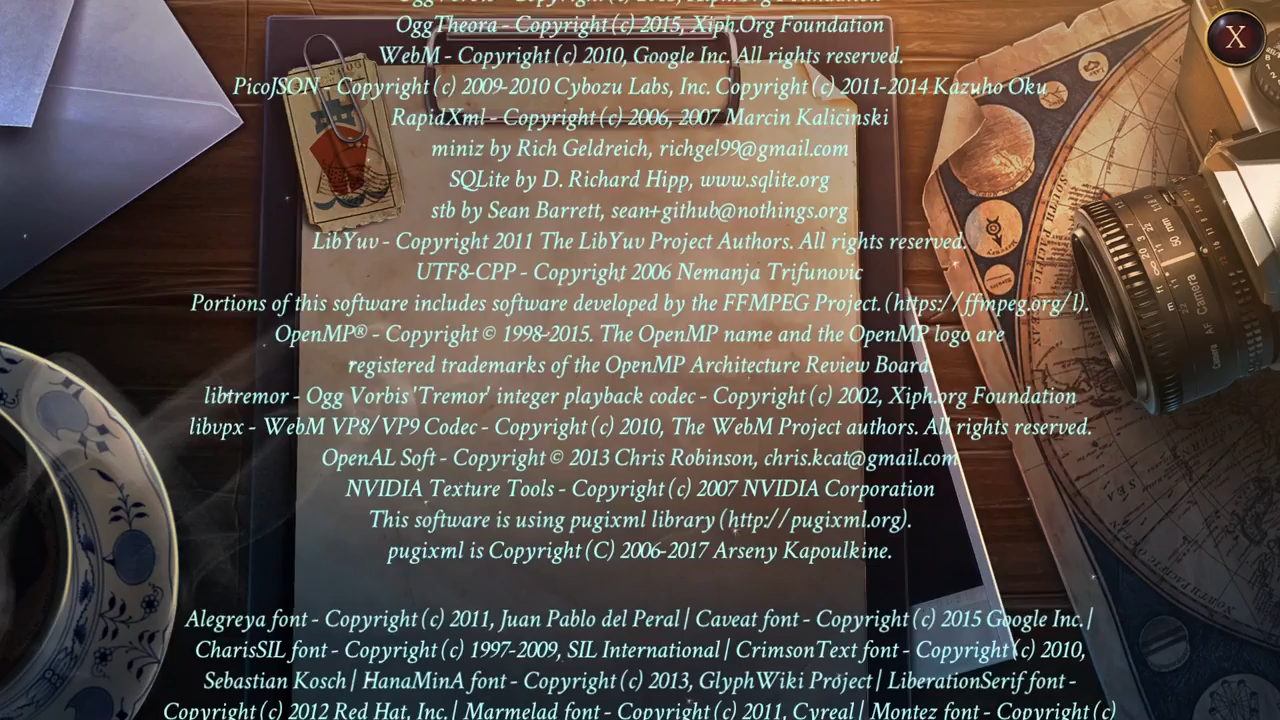 OggTheora - Copyright (c) 2015, Xiph.Org Foundation
WebM - Copyright (c) 2010, Google Inc. All rights reserved.
PicoJSON - Copyright (c) 2009-2010 Cybozu Labs, Inc. Copyright (c) 2011-2014 Kazuho Oku
RapidXml - Copyright (c) 2006, 2007 Marcin Kalicinski
miniz by Rich Geldreich, richgel99@gmail.com
SQLite by D. Richard Hipp, www.sqlite.org
stb by Sean Barrett, sean+github@nothings.org
LibYuv - Copyright 2011 The LibYuv Project Authors. All rights reserved.
UTF8-CPP - Copyright 2006 Nemanja Trifunovic
Portions of this software includes software developed by the FFMPEG Project. (https://ffmpeg.org/l).
OpenMP® - Copyright © 1998-2015. The OpenMP name and the OpenMP logo are
registered trademarks of the OpenMP Architecture Review Board
libtremor - Ogg Vorbis 'Tremor' integer playback codec - Copyright (c) 2002, Xiph.org Foundation
libvpx - WebM VP8/VP9 Codec - Copyright (c) 2010, The WebM Project authors. All rights reserved.
OpenAL Soft - Copyright © 2013 Chris Robinson, chris.kcat@gmail.com
NVIDIA Texture Tools - Copyright (c) 2007 NVIDIA Corporation
This software is using pugixml library (http://pugixml.org).
pugixml is Copyright (C) 2006-2017 Arseny Kapoulkine.
Alegreya font - Copyright (c) 2011, Juan Pablo del Peral | Caveat font - Copyright (c) 2015 Google Inc. |
CharisSIL font - Copyright (c) 1997-2009, SIL International | CrimsonText font - Copyright (c) 2010,
Sebastian Kosch | HanaMinA font - Copyright (c) 2013, GlyphWiki Project | LiberationSerif font -
Copyright (c) 2012 Red Hat, Inc. | Marmelad font - Copyright (c) 2011, Cyreal | Montez font - Copyright (c)
X